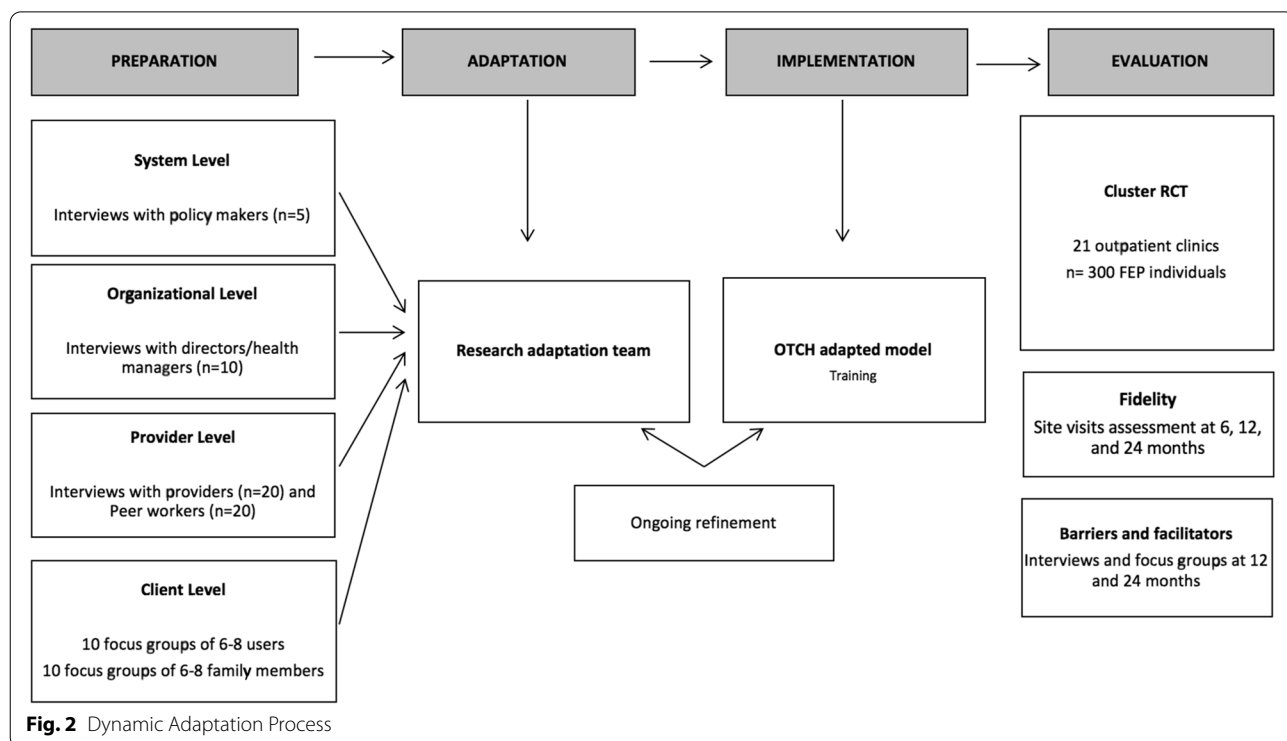 PREPARATION
ADAPTATION
IMPLEMENTATION
EVALUATION
System Level
Interviews with policy makers (n=5)
Organizational Level
Interviews with directors/health
managers (n=10)
Provider Level
Interviews with providers (n=20) and
Peer workers (n=20)
Client Level
10 focus groups of 6-8 users
10 focus groups of 6-8 family members
Research adaptation team
OTCH adapted model
Training
Ongoing refinement
Cluster RCT
21 outpatient clinics
n= 300 FEP individuals
Fidelity
Site visits assessment at 6, 12,
and 24 months
Barriers and facilitators
Interviews and focus groups at 12
and 24 months
Fig. 2 Dynamic Adaptation Process